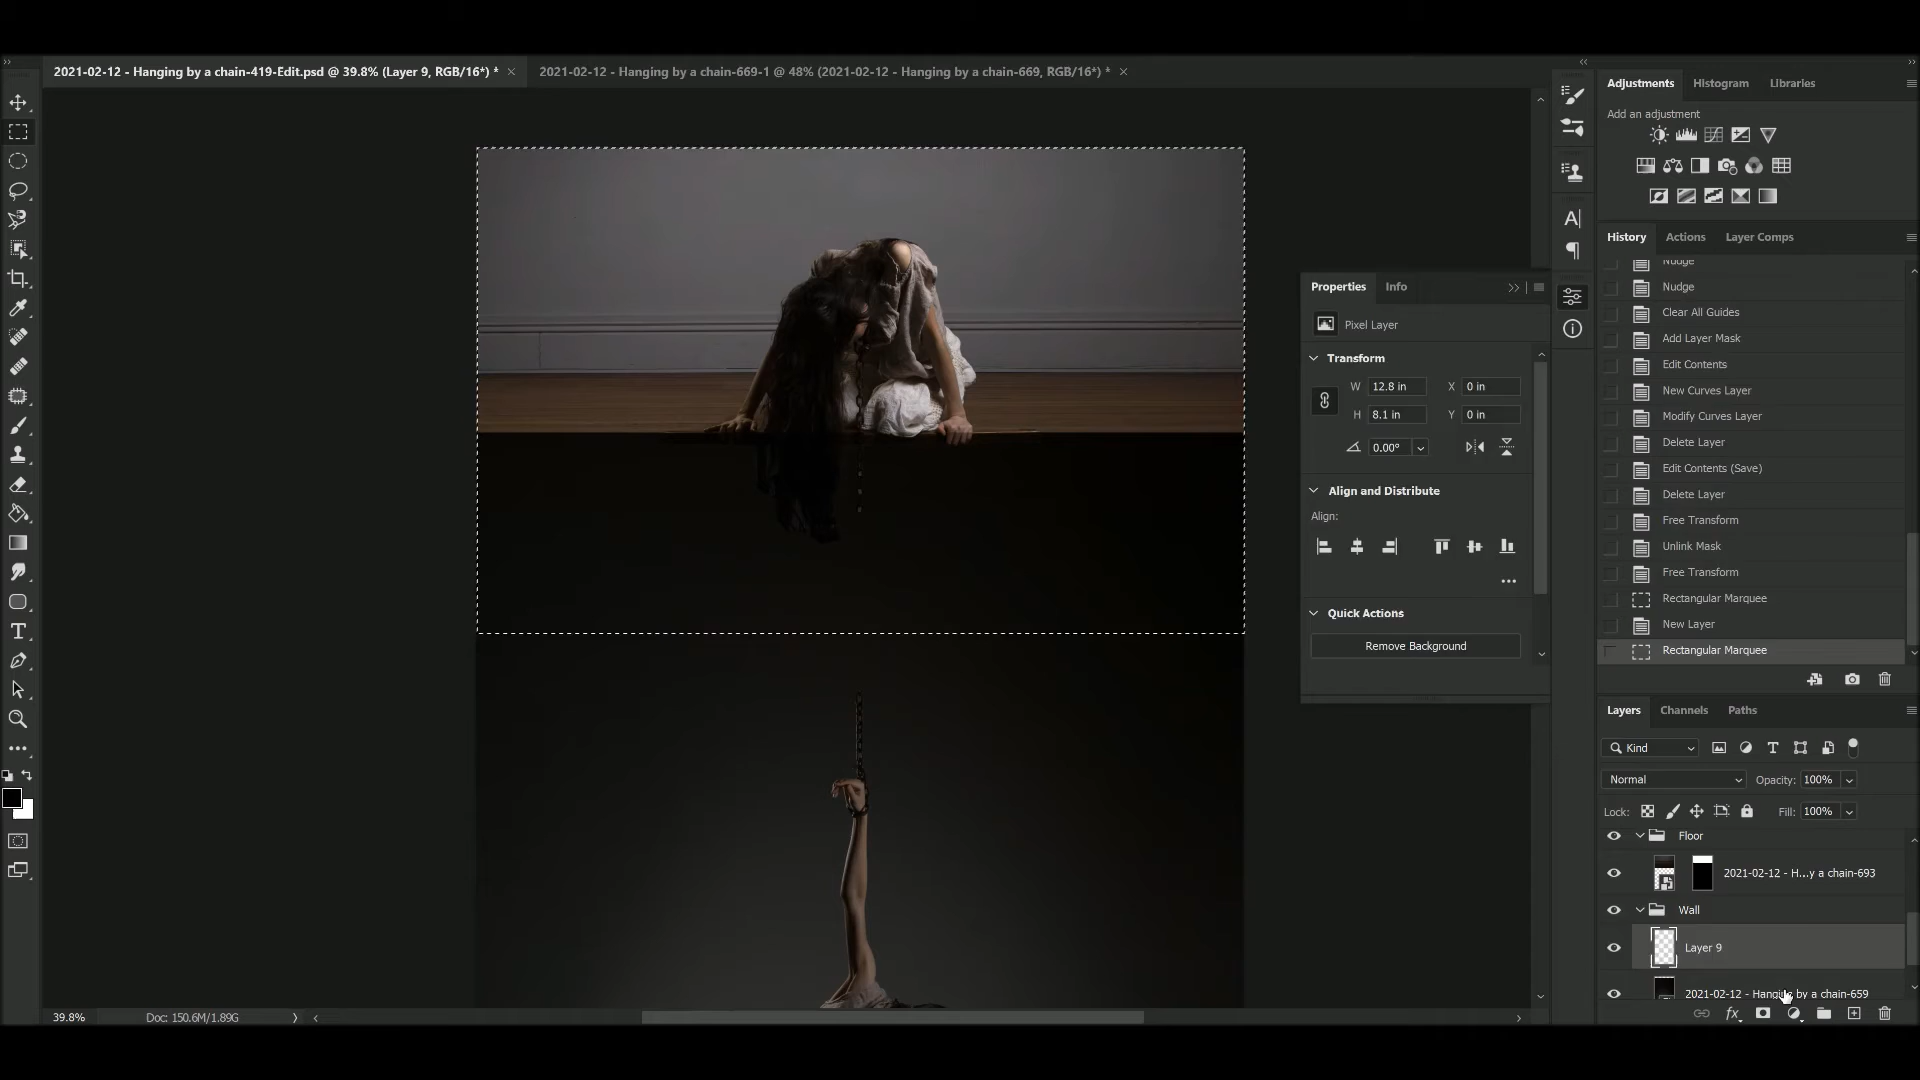 2021-02-12 - Hanging by a chain-419-Edit.psd @ 39.8% (Layer 9, RGB/16*) *
2021-02-12 - Hanging by a chain-669-1 @ 48% (2021-02-12 - Hanging by a chain-669, RGB/16*) *
Adjustments
Histogram
Libraries
Add an adjustment
History
Actions
Layer Comps
Nudge
Nudge
Clear All Guides
Add Layer Mask
Edit Contents
New Curves Layer
Modify Curves Layer
Delete Layer
Edit Contents (Save)
Delete Layer
Free Transform
Unlink Mask
Free Transform
Rectangular Marquee
New Layer
Rectangular Marquee
Properties
Info
Pixel Layer
Transform
W 12.8 in X 0 in
H 8.1 in Y 0 in
0.00°
Align and Distribute
Align:
Quick Actions
Remove Background
Layers
Channels
Paths
Kind
Normal
Opacity: 100%
Lock:
Fill: 100%
Floor
2021-02-12 - H...y a chain-693
Wall
Layer 9
2021-02-12 - Hanging by a chain-659
39.8%
Doc: 150.6M/1.89G